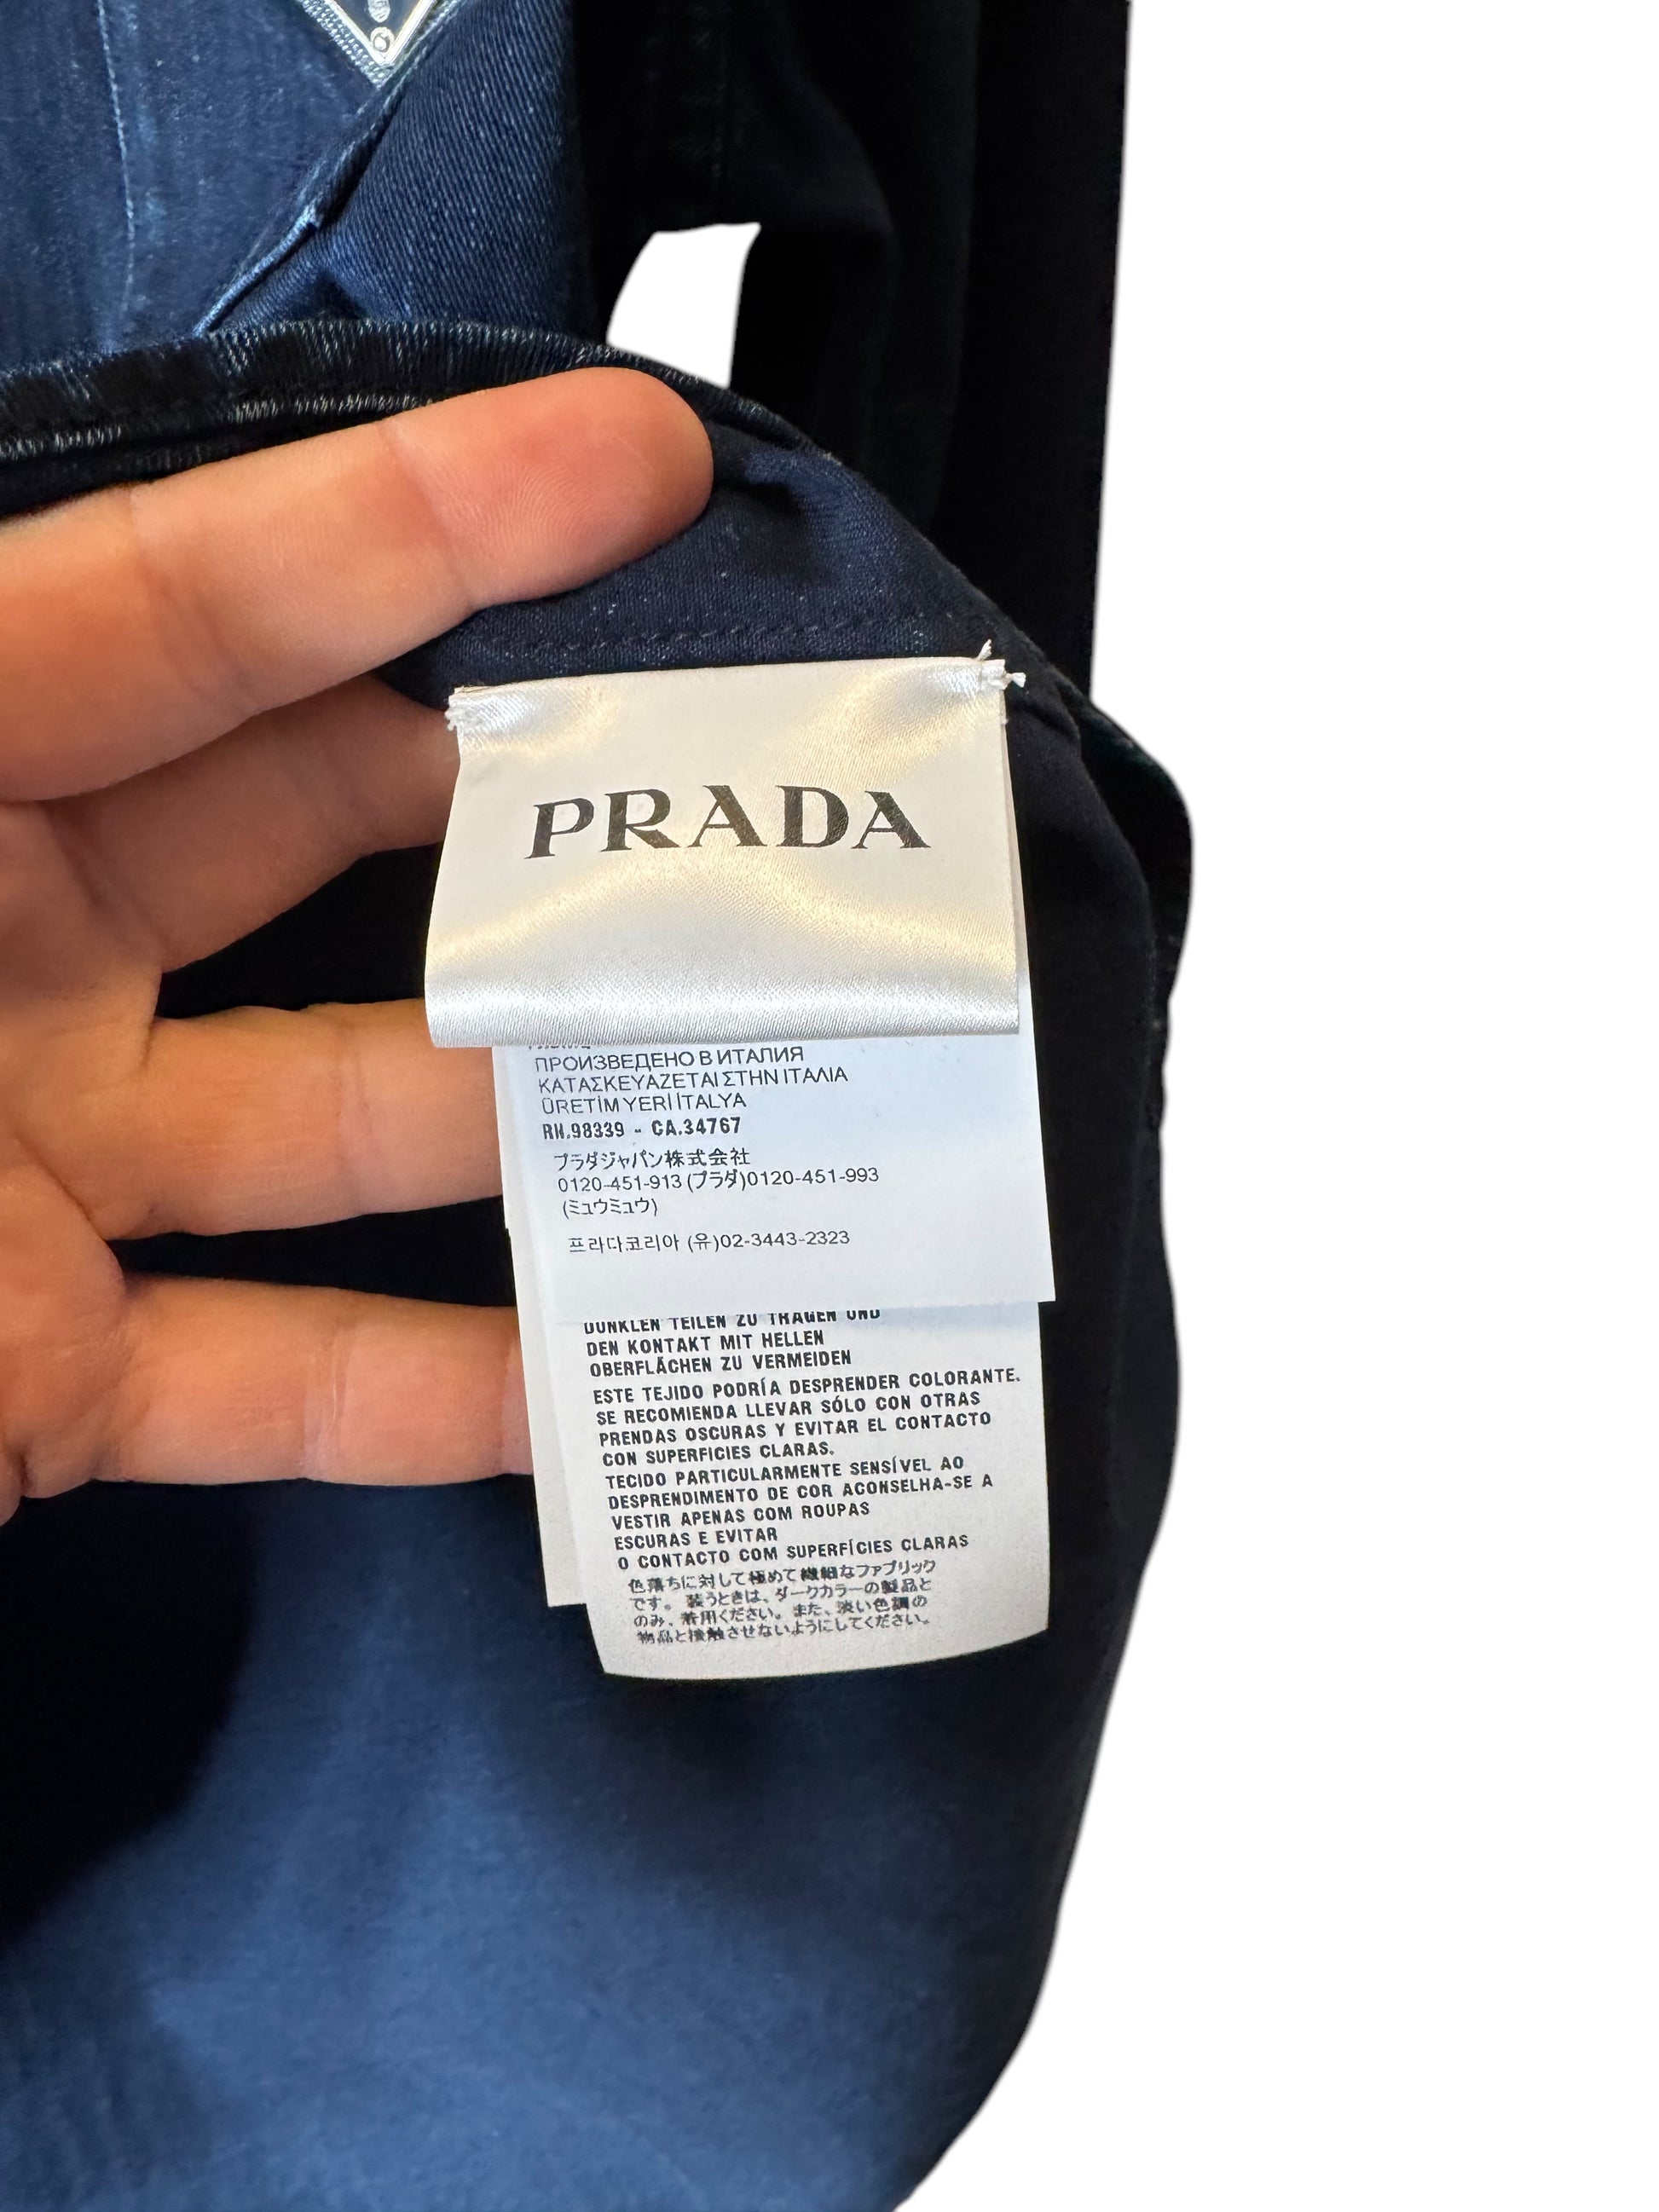 PRADA
ПРОИЗВЕДЕНО В ИТАЛИЯ
ΚΑΤΑΣΚΕΥΑΖΕΤΑΙ ΣΤΗΝ ΙΤΑΛΙΑ
ÜRETİM YERİ İTALYA
RN.98339 - CA.34767
プラダジャパン株式会社
0120-451-913 (プラダ)0120-451-993
(ミュウミュウ)
프라다코리아 (유)02-3443-2323
DUNKLEN TEILEN ZU TRAGEN UND
DEN KONTAKT MIT HELLEN
OBERFLÄCHEN ZU VERMEIDEN
ESTE TEJIDO PODRÍA DESPRENDER COLORANTE.
SE RECOMIENDA LLEVAR SÓLO CON OTRAS
PRENDAS OSCURAS Y EVITAR EL CONTACTO
CON SUPERFICIES CLARAS.
TECIDO PARTICULARMENTE SENSÍVEL AO
DESPRENDIMENTO DE COR ACONSELHA-SE A
VESTIR APENAS COM ROUPAS
ESCURAS E EVITAR
O CONTACTO COM SUPERFÍCIES CLARAS
色落ちに対して極めて繊細なファブリック
です。 装うときは、ダークカラーの製品と
のみ、着用ください。また、淡い色調の
物品と接触させないようにしてください。